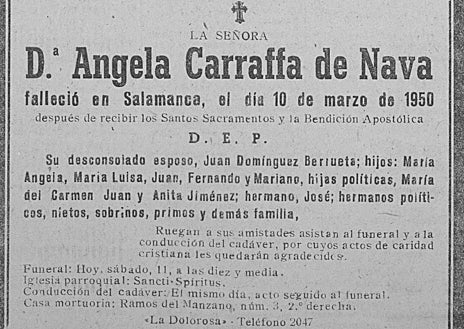 LA SEÑORA
D.ª Angela Carraffa de Nava
falleció en Salamanca, el día 10 de marzo de 1950
después de recibir los Santos Sacramentos y la Bendición Apostólica
D. E. P.
Su desconsolado esposo, Juan Domínguez Berrueta; hijos: María
Angela, María Luisa, Juan, Fernando y Mariano, hijas políticas, María
del Carmen Juan y Anita Jiménez; hermano, José; hermanos políti-
cos, nietos, sobrinos, primos y demás familia,
Ruegan a sus amistades asistan al funeral y a la
conducción del cadáver, por cuyos actos de caridad
cristiana les quedarán agradecidos.
Funeral: Hoy, sábado, 11, a las diez y media.
Iglesia parroquial: Sancti-Spíritus.
Conducción del cadáver: El mismo día, acto seguido al funeral.
Casa mortuoria: Ramos del Manzano, núm. 3, 2.º derecha.
«La Dolorosa» - Teléfono 2047